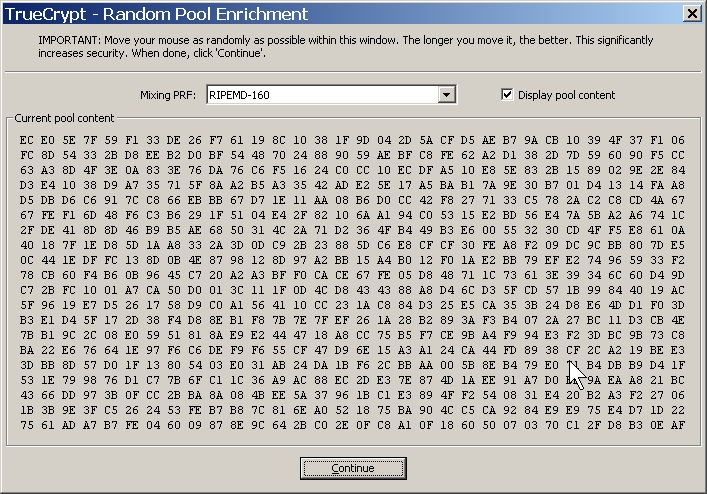 TrueCrypt - Random Pool Enrichment
IMPORTANT: Move your mouse as randomly as possible within this window. The longer you move it, the better. This significantly
increases security. When done, click 'Continue'.
Mixing PRF: RIPEMD-160 Display pool content
Current pool content
EC E0 5E 7F 59 F1 33 DE 26 F7 61 19 8C 10 38 1F 9D 04 2D 5A CF D5 AE B7 9A CB 10 39 4F 37 F1 06
FC 8D 54 33 2B D8 EE B2 D0 BF 54 48 70 24 88 90 59 AE BF C8 FE 62 A2 D1 38 2D 7D 59 60 90 F5 CC
63 A3 8D 4F 3E 0A 83 3E 76 DA 76 C6 F5 16 24 C0 CC 10 EC DF A5 10 E8 5E 83 2B 15 89 02 9E 2E 84
D3 E4 10 38 D9 A7 35 71 5F 8A A2 B5 A3 35 42 AD E2 5E 17 A5 BA B1 7A 9E 30 B7 01 D4 13 14 FA A8
D5 DB D6 C6 91 7C C8 66 EB BB 67 D7 1E 11 AA 08 B6 D0 CC 42 F8 27 71 33 C5 78 2A C2 C8 CD 4A 67
67 FE F1 6D 48 F6 C3 B6 29 1F 51 04 E4 2F 82 10 6A A1 94 C0 53 15 E2 BD 56 E4 7A 5B A2 A6 74 1C
2F DE 41 8D 8D 46 B9 B5 AE 68 50 31 4C 2A 71 D2 36 4F B4 49 B3 E6 00 55 32 30 CD 4F F5 E8 61 0A
40 18 7F 1E D8 5D 1A A8 33 2A 3D 0D C9 2B 23 88 5D C6 E8 CF CF 30 FE A8 F2 09 DC 9C BB 80 7D E5
0C 44 1E DF FC 13 8D 0B 4E 87 98 12 8D 97 A2 BB 15 A4 B0 12 F0 1A E2 BB 79 EF E2 74 96 59 33 F2
78 CB 60 F4 B6 0B 96 45 C7 20 A2 A3 BF F0 CA CE 67 FE 05 D8 48 71 1C 73 61 3E 39 34 6C 60 D4 9D
C7 2B FC 10 01 A7 CA 50 D0 01 3C 11 1F 0D 4C D8 43 43 88 A8 D4 6C D3 5F CD 57 1B 99 84 40 19 AC
5F 96 19 E7 D5 26 17 58 D9 C0 A1 56 41 10 CC 23 1A C8 84 D3 25 E5 CA 35 3B 24 D8 E6 4D D1 F0 3D
B3 E1 D4 5F 17 2D 38 F4 D8 8E B1 F8 7B 7E 7F EF 26 1A 28 B2 89 3A F3 B4 07 2A 27 BC 11 D3 CB 4E
7B B1 9C 2C 08 E0 59 51 81 8A E9 E2 44 47 18 A8 CC 75 B5 F7 CE 9B A4 F9 94 E3 F2 3D BC 9B 73 C8
BA 22 E6 76 64 1E 97 F6 C6 DE F9 F6 55 CF 47 D9 6E 15 A3 A1 24 CA 44 FD 89 38 CF 2C A2 19 BE E3
3D BB 8D 57 D0 1F 13 80 54 03 E0 31 AB 24 DA 1B F6 2C BB AA 00 5B 8E B4 79 E0 B4 DB B9 D4 1F
53 1E 79 98 76 D1 C7 7B 6F C1 1C 36 A9 AC 88 EC 2D E3 7E 87 4D 1A EE 91 A7 D0 9A EA A8 21 BC
43 66 DD 97 3B 0F CC 2B BA 8A 08 4B EE 5A 37 96 1B C1 E3 89 4F F2 54 08 31 E4 20 B2 A3 F2 27 06
1B 3B 9E 3F C5 26 24 53 FE B7 B8 7C 81 6E A0 52 18 75 BA 90 4C C5 CA 92 84 E9 E9 75 E4 D7 1D 22
75 61 AD A7 B7 FE 04 60 09 87 8E 9C 64 2B C0 2E 0F C8 A1 0F 18 60 50 07 03 70 C1 2F D8 B3 0E AF
Continue